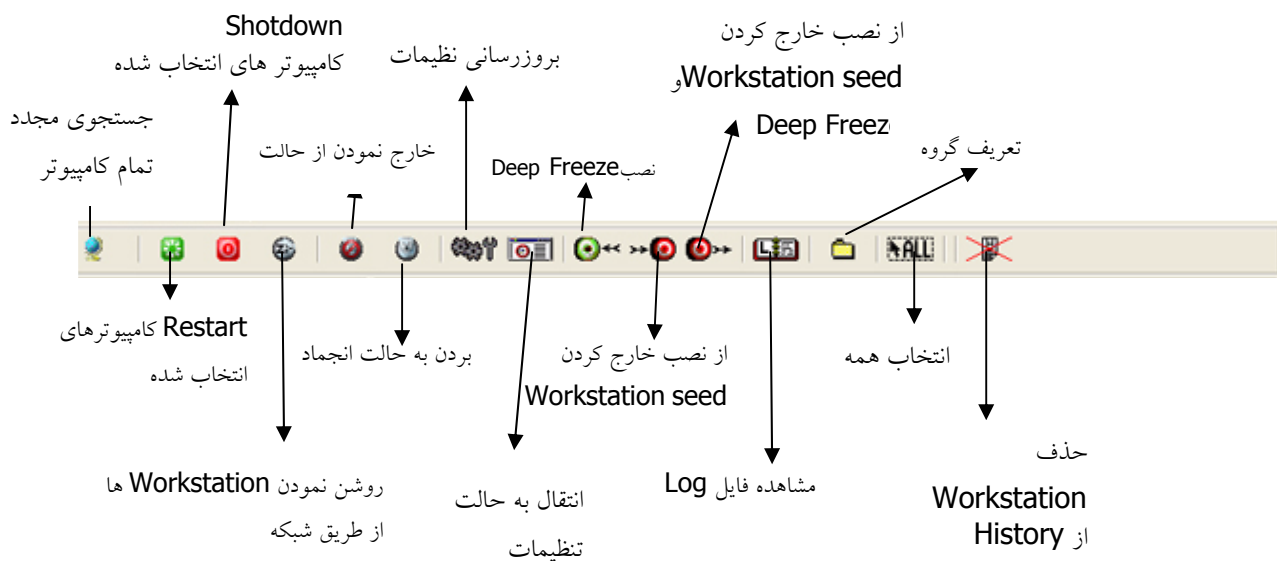 Shotdown
کامپیوتر های انتخاب شده
بروزرسانی نظیمات
از نصب خارج کردن
Workstation seedو
Deep Freez
جستجوی مجدد
تمام کامپیوتر
خارج نمودن از حالت
نصبDeep Freeze
تعریف گروه
ALL
Restart کامپیوترهای
انتخاب شده
بردن به حالت انجماد
از نصب خارج کردن
Workstation seed
انتخاب همه
روشن نمودن Workstation ها
از طریق شبکه
انتقال به حالت
تنظیمات
مشاهده فایل Log
حذف
Workstation
از History